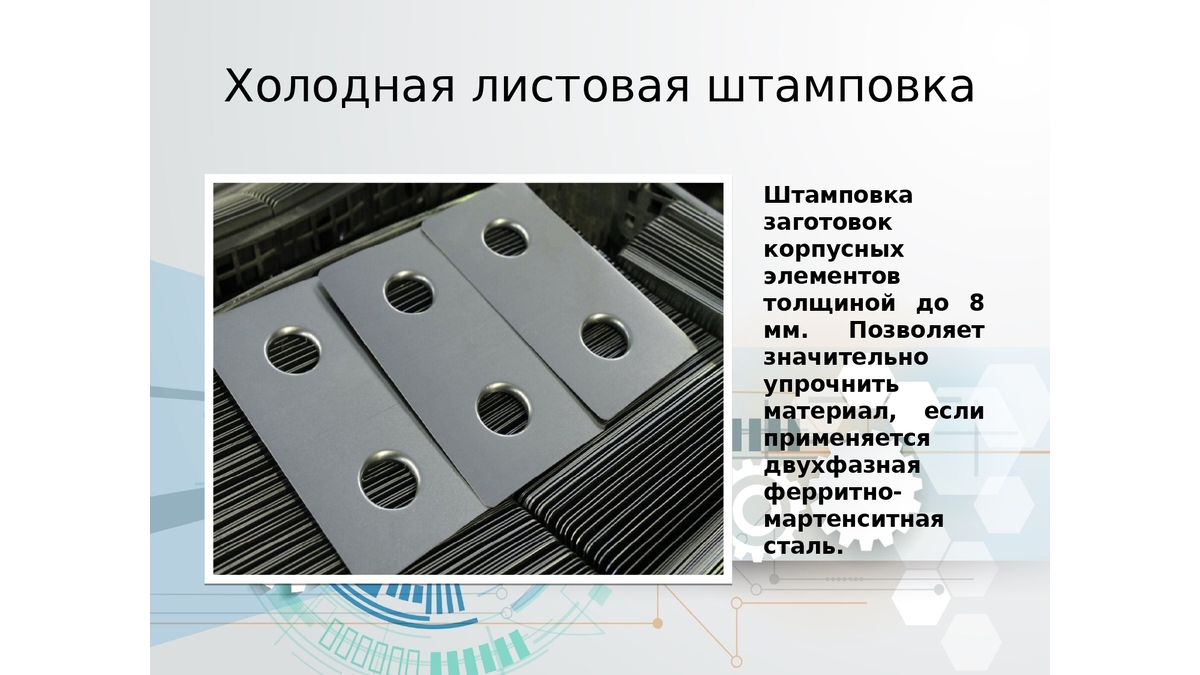 Холодная листовая штамповка
Штамповка
заготовок
корпусных
элементов
толщиной до 8
мм. Позволяет
значительно
упрочнить
материал, если
применяется
двухфазная
ферритно-
мартенситная
сталь.